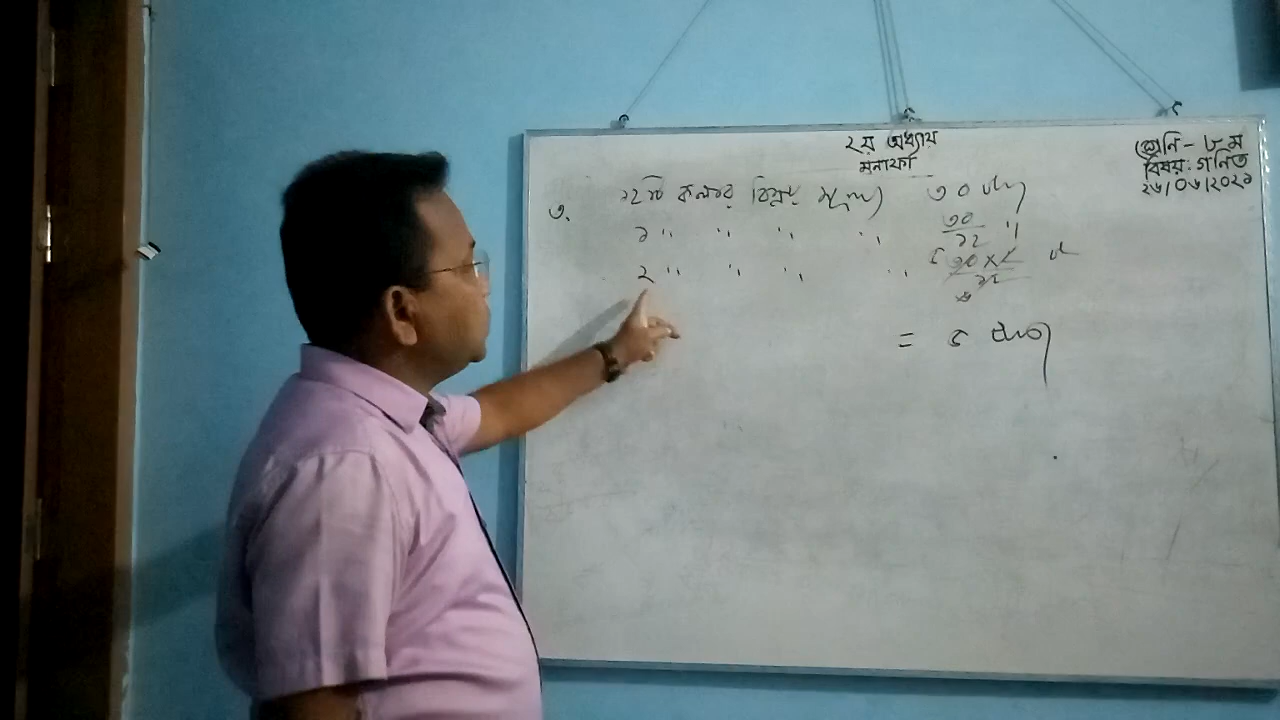 ২য় অধ্যায়
মনাফা
শ্রেনি - ৮ম
বিষয়: গনিত
২৬/০৬/২০২১
৩. ১২টি কলার বিক্রয় মূল্য ৩০ টাকা
১ " " " " ৩০/১২ "
২ " " " " ৩০×২/১২ টা
= ৫ টাকা